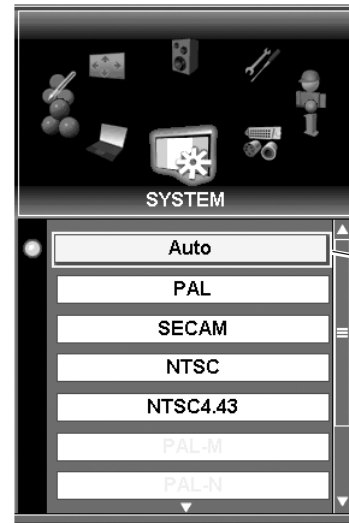 SYSTEM
Auto
PAL
SECAM
NTSC
NTSC4.43
PAL-M
PAL-N